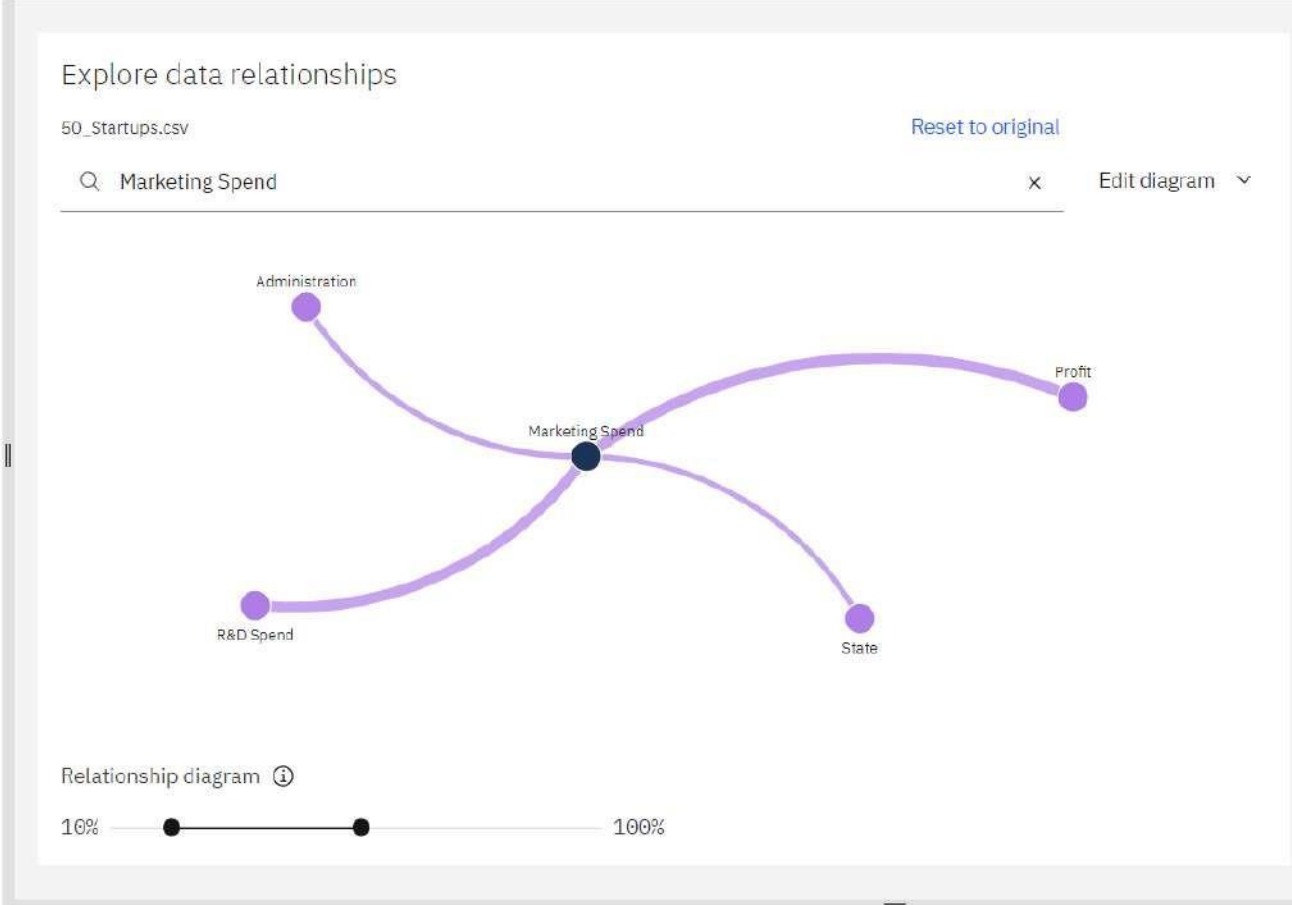 Explore data relationships
50_Startups.csv
Reset to original
Marketing Spend
Edit diagram
Administration
Profit
Marketing Spend
R&D Spend
State
Relationship diagram
10%
100%